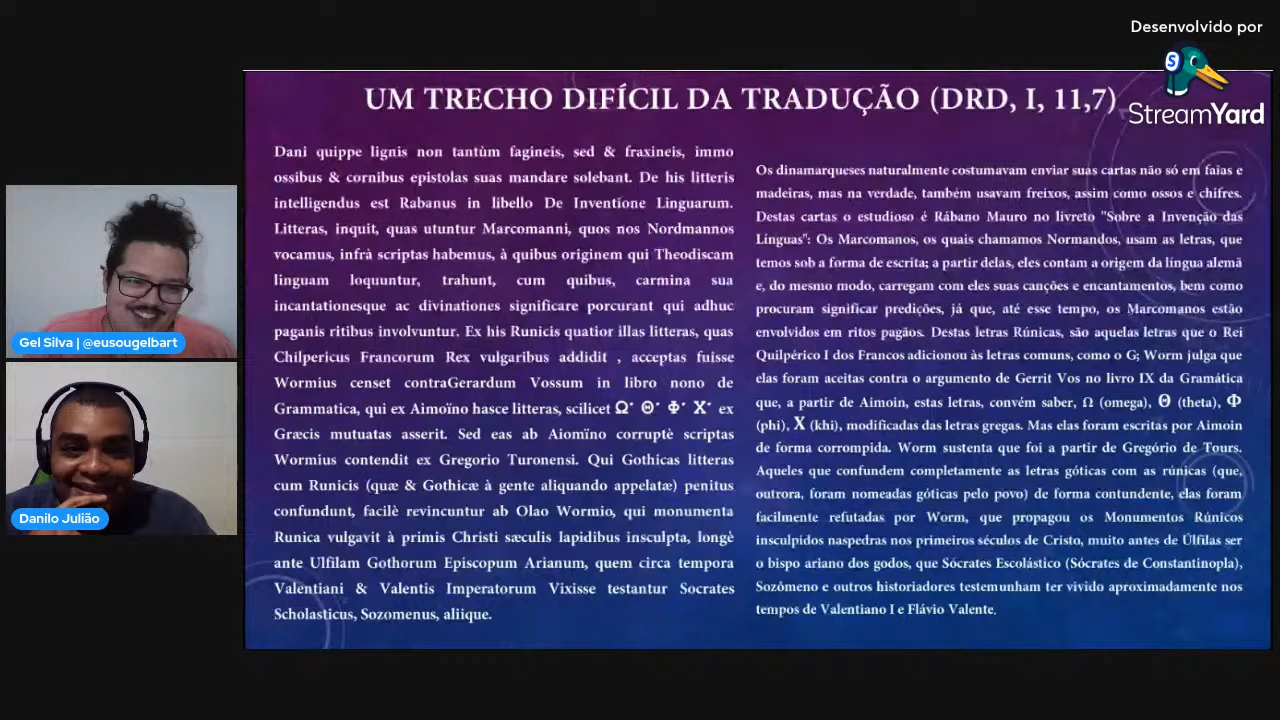 Desenvolvido por
StreamYard
UM TRECHO DIFÍCIL DA TRADUÇÃO (DRD, I, 11,7)
Dani quippe lignis non tantùm fagineis, sed & fraxineis, immo
ossibus & cornibus epistolas suas mandare solebant. De his litteris
intelligendus est Rabanus in libello De Inventione Linguarum.
Litteras, inquit, quas utuntur Marcomanni, quos nos Nordmannos
vocamus, infrà scriptas habemus, à quibus originem qui Theodiscam
linguam loquuntur, trahunt, cum quibus, carmina sua
incantationesque ac divinationes significare porcurant qui adhuc
paganis ritibus involvuntur. Ex his Runicis quatior illas litteras, quas
Chilpericus Francorum Rex vulgaribus addidit , acceptas fuisse
Wormius censet contraGerardum Vossum in libro nono de
Grammatica, qui ex Aimoïno hasce litteras, scilicet Ω· Θ· Φ· X· ex
Græcis mutuatas asserit. Sed eas ab Aiomïno corruptè scriptas
Wormius contendit ex Gregorio Turonensi. Qui Gothicas litteras
cum Runicis (quæ & Gothicæ à gente aliquando appelatæ) penitus
confundunt, facilè revincuntur ab Olao Wormio, qui monumenta
Runica vulgavit à primis Christi sæculis lapidibus insculpta, longè
ante Ulfilam Gothorum Episcopum Arianum, quem circa tempora
Valentiani & Valentis Imperatorum Vixisse testantur Socrates
Scholasticus, Sozomenus, aliique.
Os dinamarqueses naturalmente costumavam enviar suas cartas não só em faias e
madeiras, mas na verdade, também usavam freixos, assim como ossos e chifres.
Destas cartas o estudioso é Rábano Mauro no livreto "Sobre a Invenção das
Línguas": Os Marcomanos, os quais chamamos Normandos, usam as letras, que
temos sob a forma de escrita; a partir delas, eles contam a origem da língua alemã
e, do mesmo modo, carregam com eles suas canções e encantamentos, bem como
procuram significar predições, já que, até esse tempo, os Marcomanos estão
envolvidos em ritos pagãos. Destas letras Rúnicas, são aquelas letras que o Rei
Quilpérico I dos Francos adicionou às letras comuns, como o G; Worm julga que
elas foram aceitas contra o argumento de Gerrit Vos no livro IX da Gramática
que, a partir de Aimoin, estas letras, convém saber, Ω (omega), Θ (theta), Φ
(phi), X (khi), modificadas das letras gregas. Mas elas foram escritas por Aimoin
de forma corrompida. Worm sustenta que foi a partir de Gregório de Tours.
Aqueles que confundem completamente as letras góticas com as rúnicas (que,
outrora, foram nomeadas góticas pelo povo) de forma contundente, elas foram
facilmente refutadas por Worm, que propagou os Monumentos Rúnicos
insculpidos naspedras nos primeiros séculos de Cristo, muito antes de Úlfilas ser
o bispo ariano dos godos, que Sócrates Escolástico (Sócrates de Constantinopla),
Sozômeno e outros historiadores testemunham ter vivido aproximadamente nos
tempos de Valentiano I e Flávio Valente.
Gel Silva | @eusougelbart
Danilo Julião